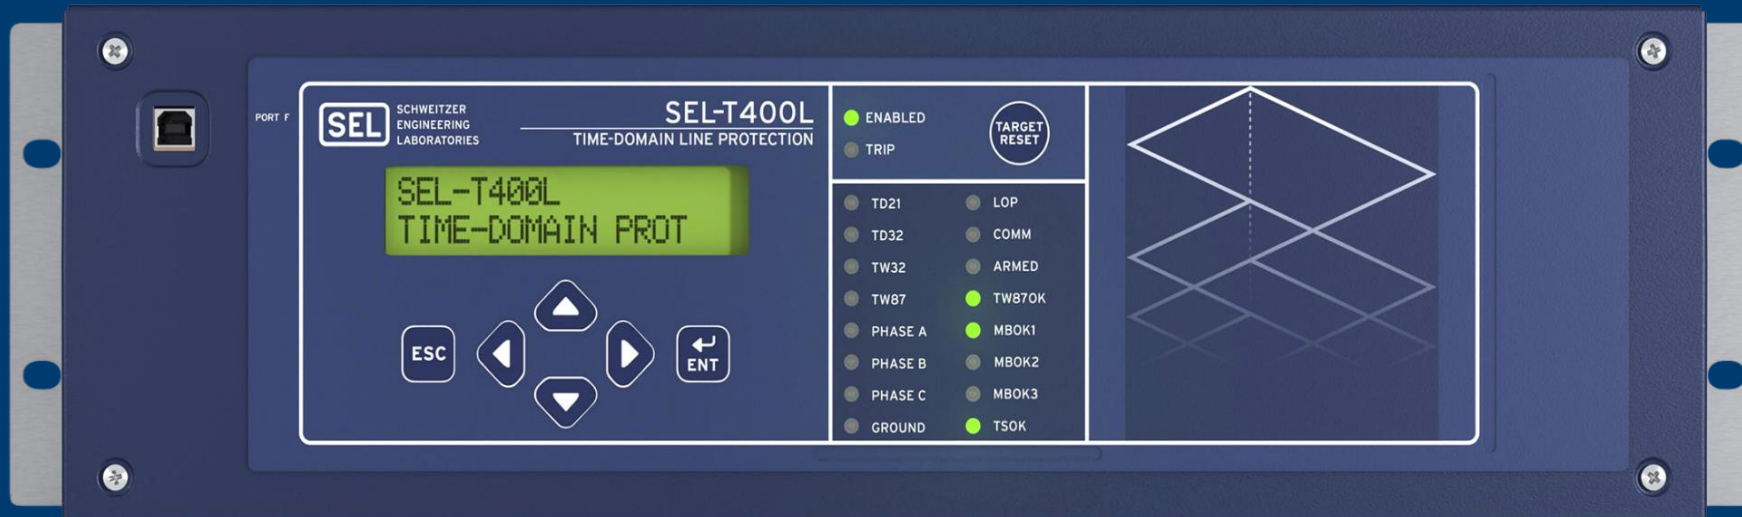 PORT F
SEL
SCHWEITZER
ENGINEERING
LABORATORIES
SEL-T400L
TIME-DOMAIN LINE PROTECTION
SEL-T400L
TIME-DOMAIN PROT
ESC
ENT
ENABLED
TRIP
TARGET
RESET
TD21
TD32
TW32
TW87
PHASE A
PHASE B
PHASE C
GROUND
LOP
COMM
ARMED
TW87OK
MBOK1
MBOK2
MBOK3
TSOK